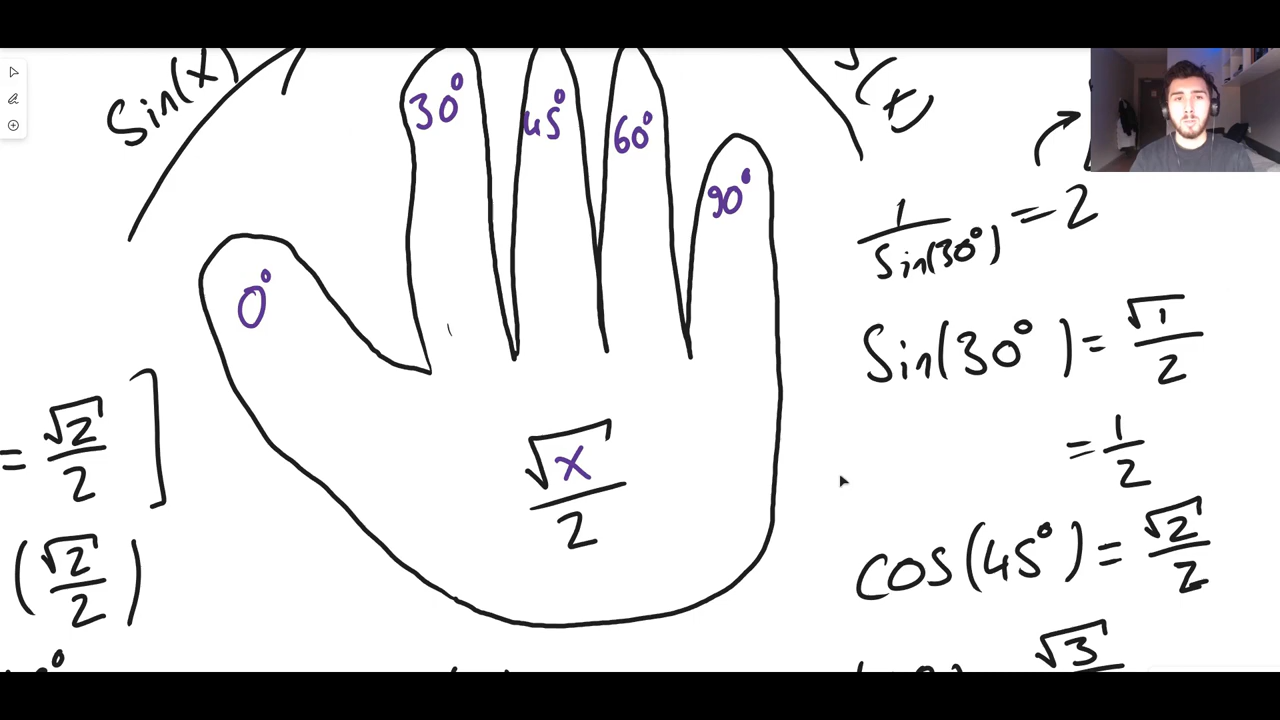 Sin(x)
30°
45°
60°
90°
0°
√x/2
= √2/2 ]
(√2/2)
1/Sin(30°) = 2
Sin(30°) = √1/2
= 1/2
cos(45°) = √2/2
√3